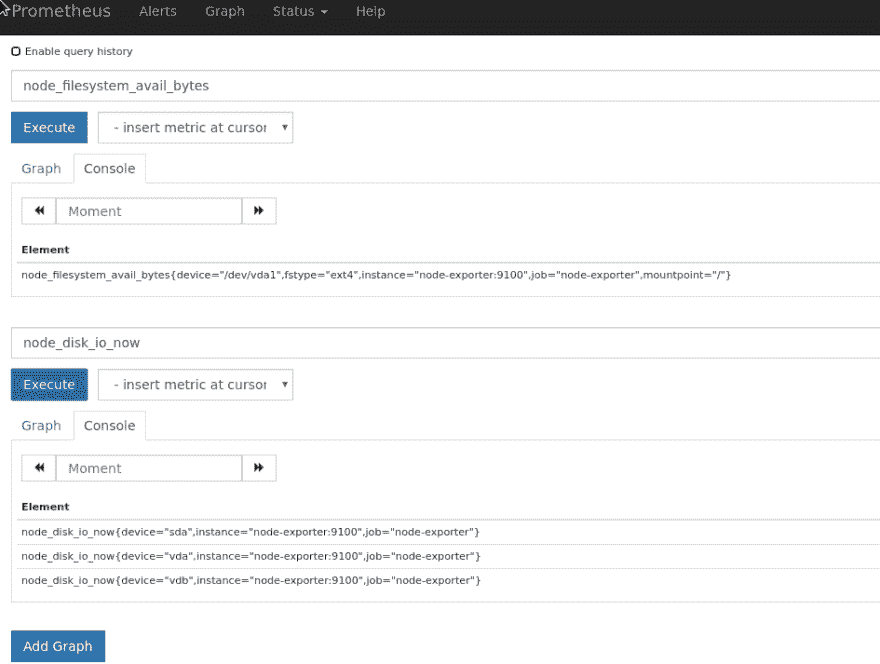 Prometheus Alerts Graph Status Help
Enable query history
node_filesystem_avail_bytes
Execute - insert metric at cursor
Graph Console
Moment
Element
node_filesystem_avail_bytes{device="/dev/vda1",fstype="ext4",instance="node-exporter:9100",job="node-exporter",mountpoint="/"}
node_disk_io_now
Execute - insert metric at cursor
Graph Console
Moment
Element
node_disk_io_now{device="sda",instance="node-exporter:9100",job="node-exporter"}
node_disk_io_now{device="vda",instance="node-exporter:9100",job="node-exporter"}
node_disk_io_now{device="vdb",instance="node-exporter:9100",job="node-exporter"}
Add Graph